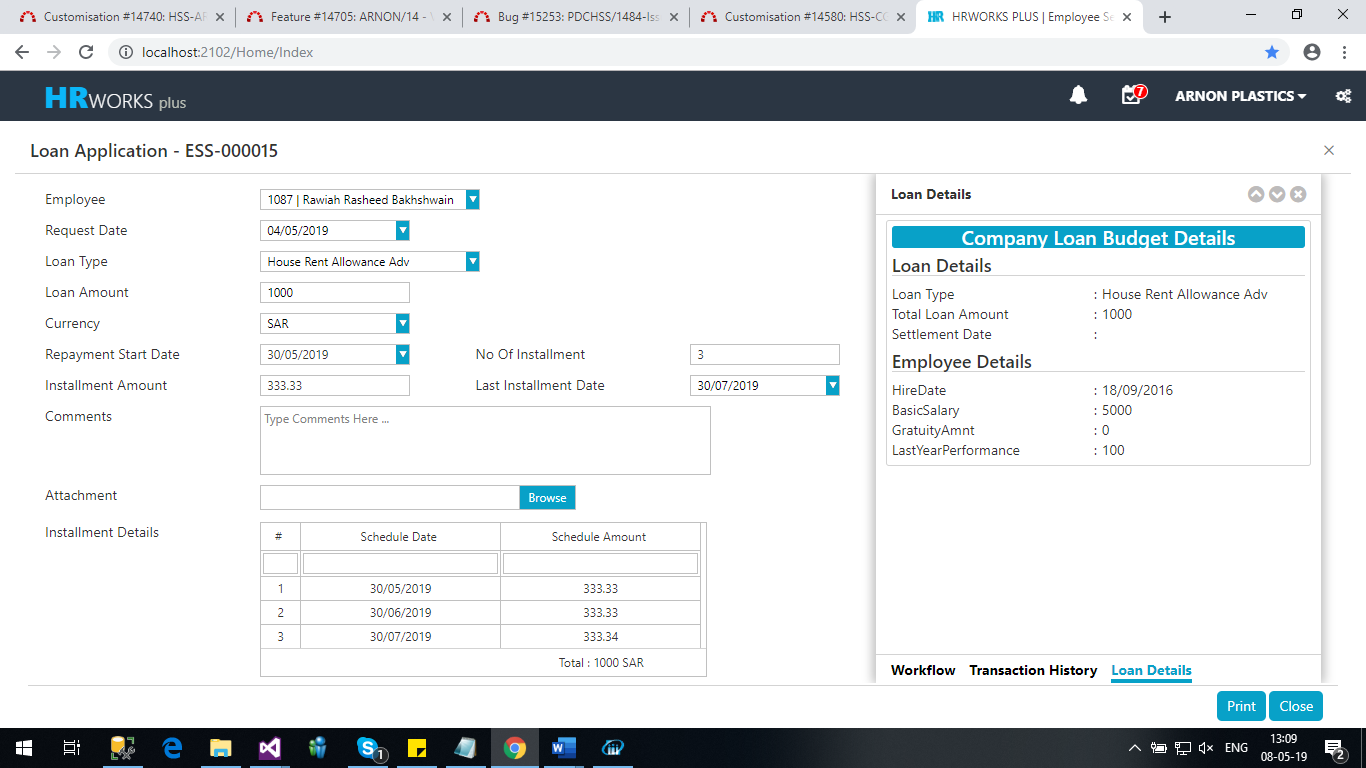 Customisation #14740: HSS-AR
Feature #14705: ARNON/14 - 
Bug #15253: PDCHSS/1484-Iss
Customisation #14580: HSS-CC
HRWORKS PLUS | Employee Se
localhost:2102/Home/Index
HRWORKS plus
7
ARNON PLASTICS
Loan Application - ESS-000015
Employee
1087 | Rawiah Rasheed Bakhshwain
Request Date
04/05/2019
Loan Type
House Rent Allowance Adv
Loan Amount
1000
Currency
SAR
Repayment Start Date
30/05/2019
No Of Installment
3
Installment Amount
333.33
Last Installment Date
30/07/2019
Comments
Type Comments Here ...
Attachment
Browse
Installment Details
# Schedule Date Schedule Amount
1 30/05/2019 333.33
2 30/06/2019 333.33
3 30/07/2019 333.34
Total : 1000 SAR
Loan Details
Company Loan Budget Details
Loan Details
Loan Type : House Rent Allowance Adv
Total Loan Amount : 1000
Settlement Date :
Employee Details
HireDate : 18/09/2016
BasicSalary : 5000
GratuityAmnt : 0
LastYearPerformance : 100
Workflow Transaction History Loan Details
Print Close
1
ENG
13:09
08-05-19
2